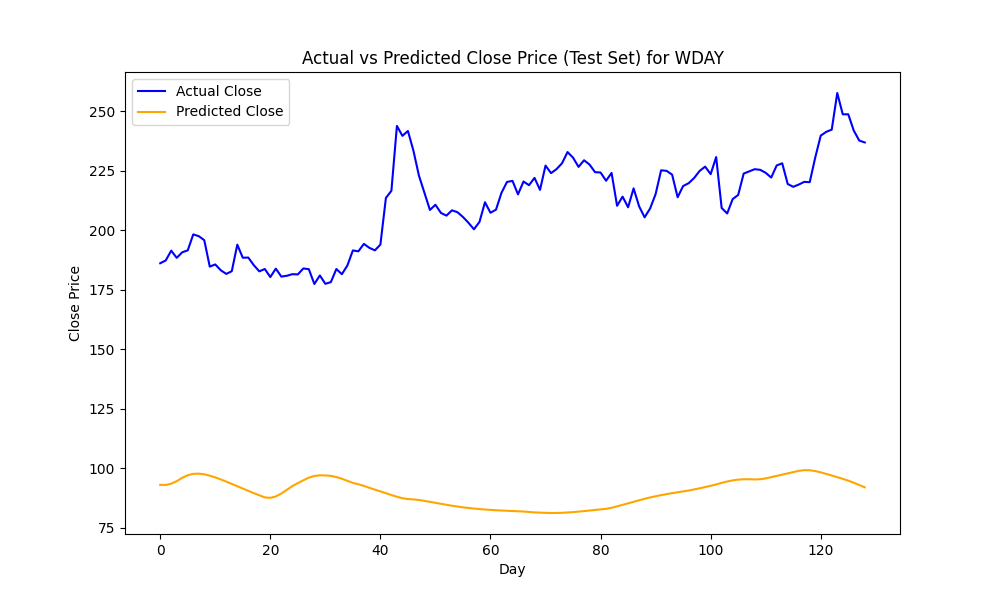 Actual vs Predicted Close Price (Test Set) for WDAY
Actual Close
Predicted Close
Close Price
250
225
200
175
150
125
100
75
0 20 40 60 80 100 120
Day